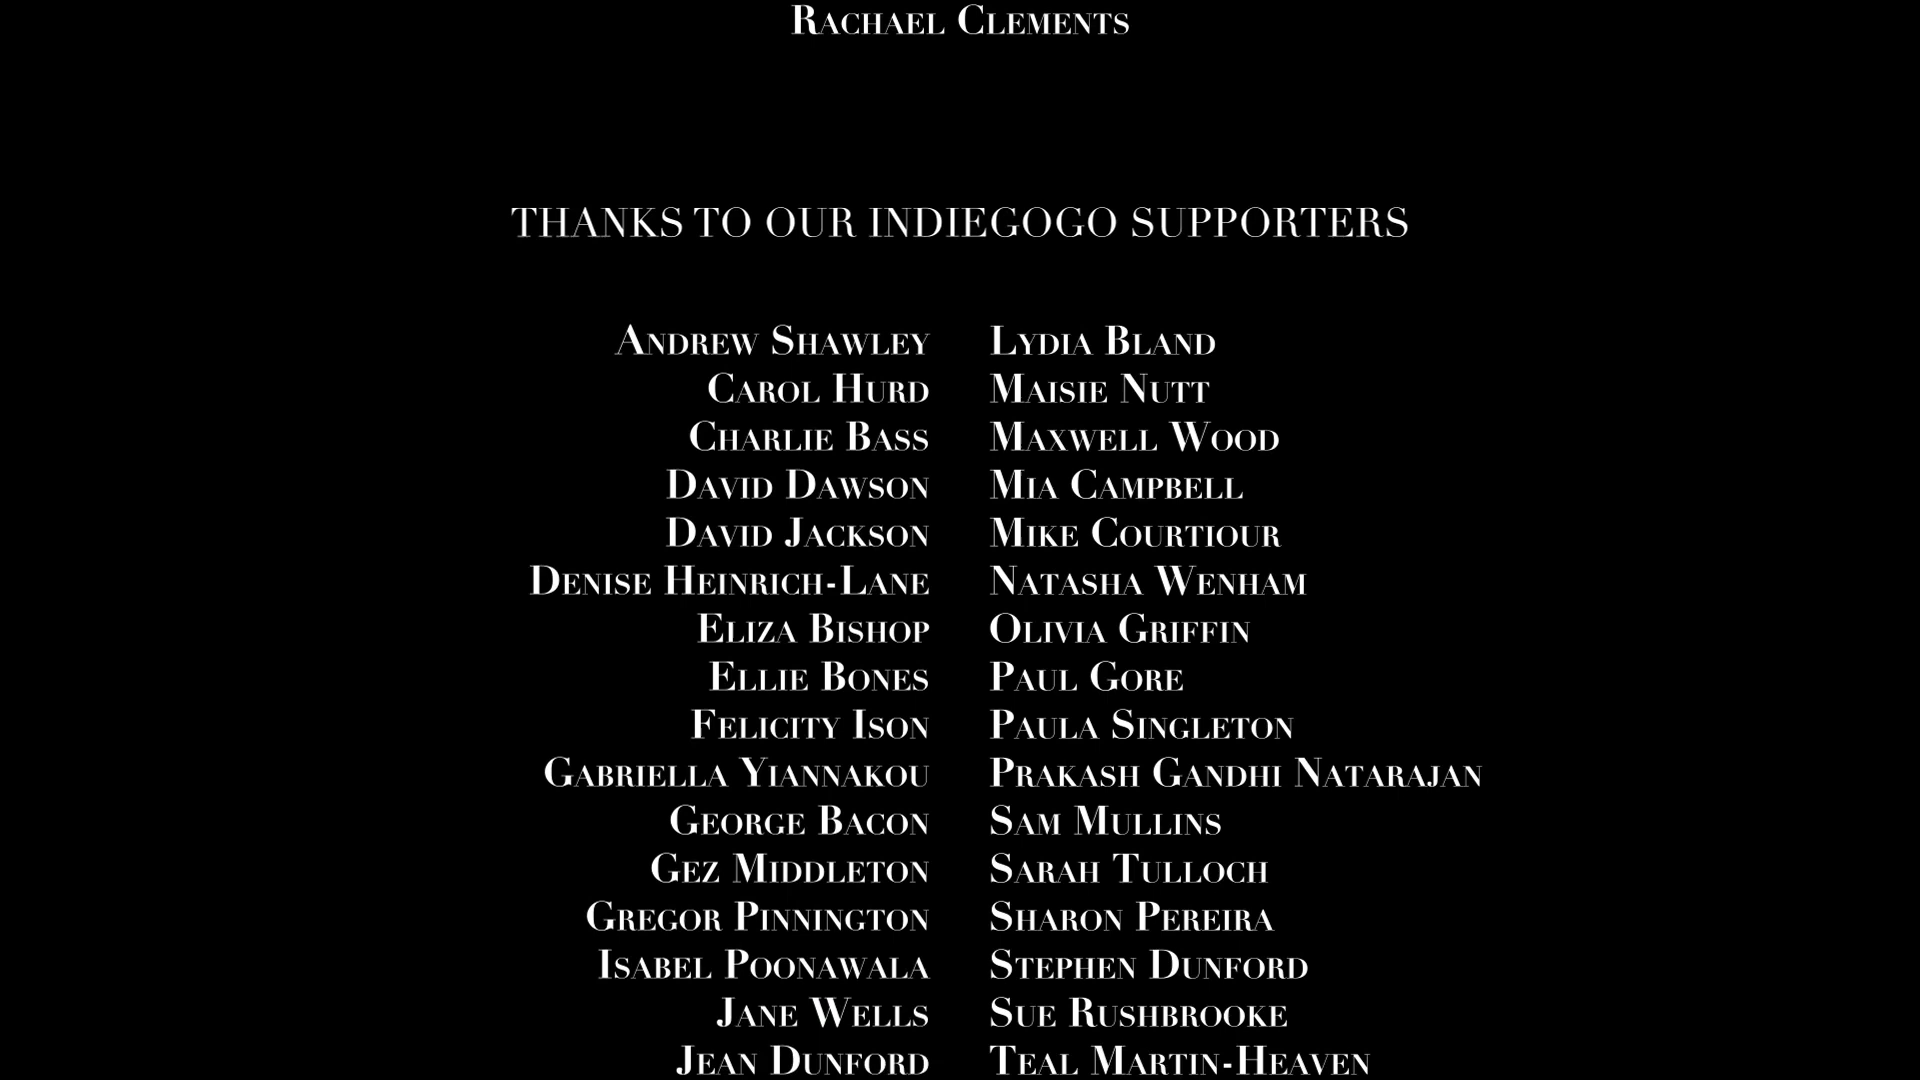 Rachael Clements
THANKS TO OUR INDIEGOGO SUPPORTERS
Andrew Shawley Lydia Bland
Carol Hurd Maisie Nutt
Charlie Bass Maxwell Wood
David Dawson Mia Campbell
David Jackson Mike Courtiour
Denise Heinrich-Lane Natasha Wenham
Eliza Bishop Olivia Griffin
Ellie Bones Paul Gore
Felicity Ison Paula Singleton
Gabriella Yiannakou Prakash Gandhi Natarajan
George Bacon Sam Mullins
Gez Middleton Sarah Tulloch
Gregor Pinnington Sharon Pereira
Isabel Poonawala Stephen Dunford
Jane Wells Sue Rushbrooke
Jean Dunford Teal Martin-Heaven